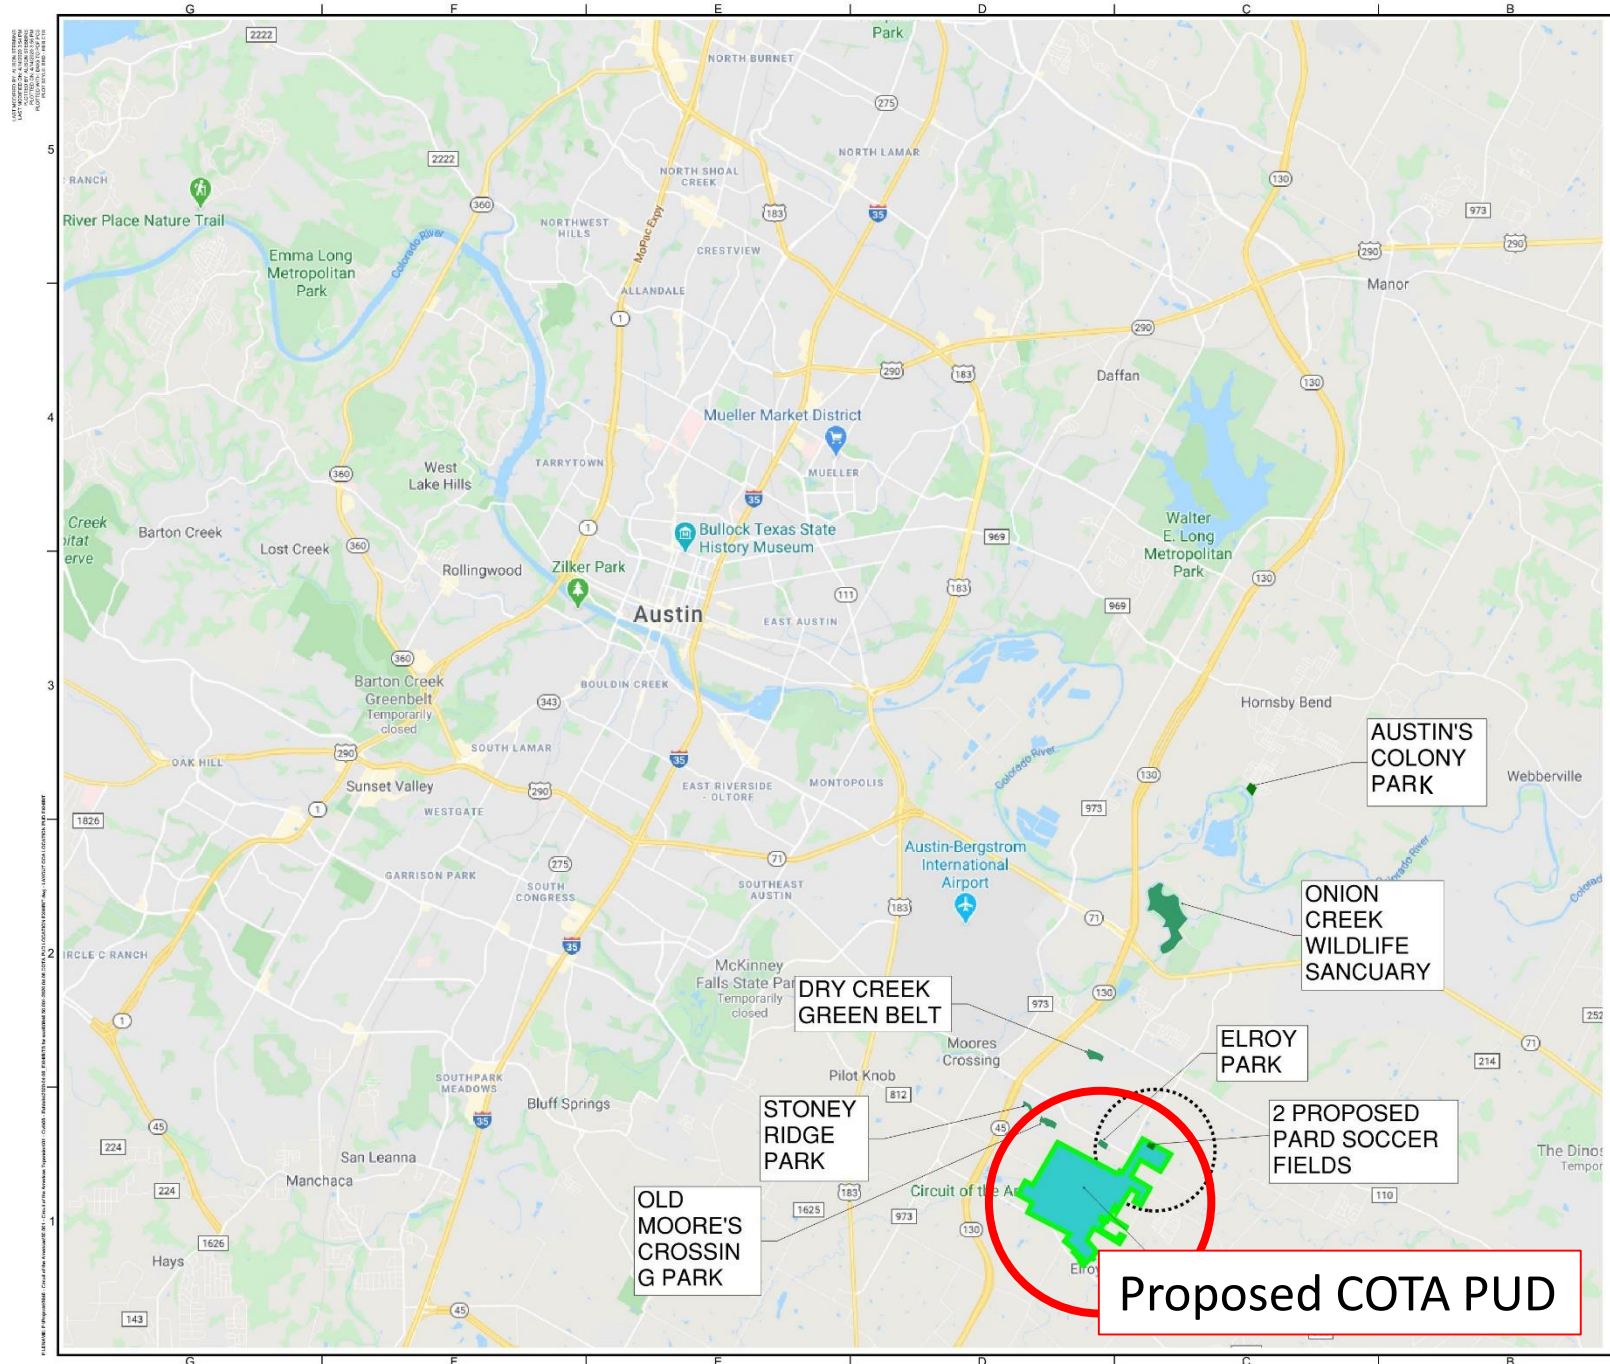 G
F
E
D
C
B
2222
Park
NORTH BURNET
275
5
2222
NORTH LAMAR
RANCH
NORTH SHOAL
CREEK
130
360
973
River Place Nature Trail
NORTHWEST
HILLS
183
35
MoPac Expy
CRESTVIEW
290
290
Colorado River
Emma Long
Metropolitan
Park
ALLANDALE
Manor
1
290
290
183
Daffan
130
4
Mueller Market District
MUELLER
West
Lake Hills
TARRYTOWN
360
35
Creek
itat
erve
Barton Creek
Lost Creek
360
1
Bullock Texas State
History Museum
969
Walter
E. Long
Metropolitan
Park
Rollingwood
Zilker Park
111
183
130
Austin
EAST AUSTIN
969
360
3
Barton Creek
Greenbelt
Temporarily
closed
BOULDIN CREEK
343
Hornsby Bend
AUSTIN'S
COLONY
PARK
OAK HILL
290
SOUTH LAMAR
35
Colorado River
130
Webberville
Sunset Valley
290
EAST RIVERSIDE
- OLTORF
MONTOPOLIS
1826
1
WESTGATE
973
275
71
Austin-Bergstrom
International
Airport
Colorado River
GARRISON PARK
SOUTH
CONGRESS
SOUTHEAST
AUSTIN
183
71
Colorado
ONION
CREEK
WILDLIFE
SANCUARY
2
IRCLE C RANCH
35
McKinney
Falls State Par
Temporarily
closed
DRY CREEK
GREEN BELT
973
130
1
252
71
Moores
Crossing
ELROY
PARK
214
Pilot Knob
SOUTHPARK
MEADOWS
812
Bluff Springs
35
STONEY
RIDGE
PARK
45
2 PROPOSED
PARD SOCCER
FIELDS
45
224
San Leanna
The Dinos
Tempor
Manchaca
224
183
Circuit of the A
110
1
OLD
MOORE'S
CROSSIN
G PARK
1625
973
130
1626
Hays
Elroy
Proposed COTA PUD
143
45
G
F
E
D
C
B